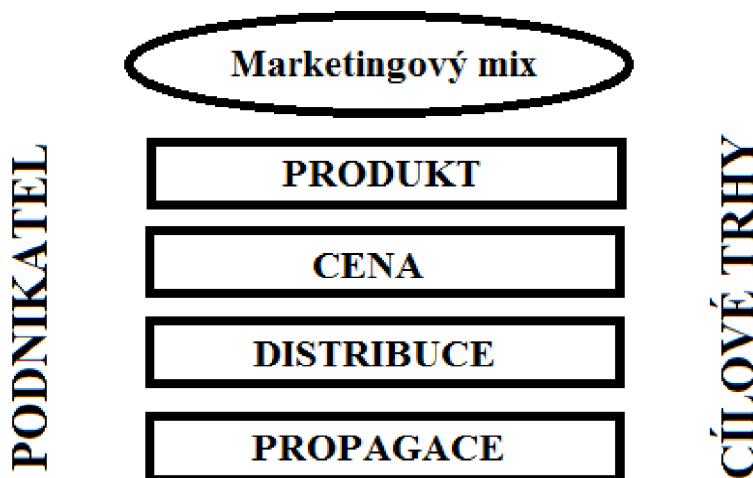 Marketingový mix
PODNIKATEL
PRODUKT
CENA
DISTRIBUCE
PROPAGACE
CÍLOVÉ TRHY